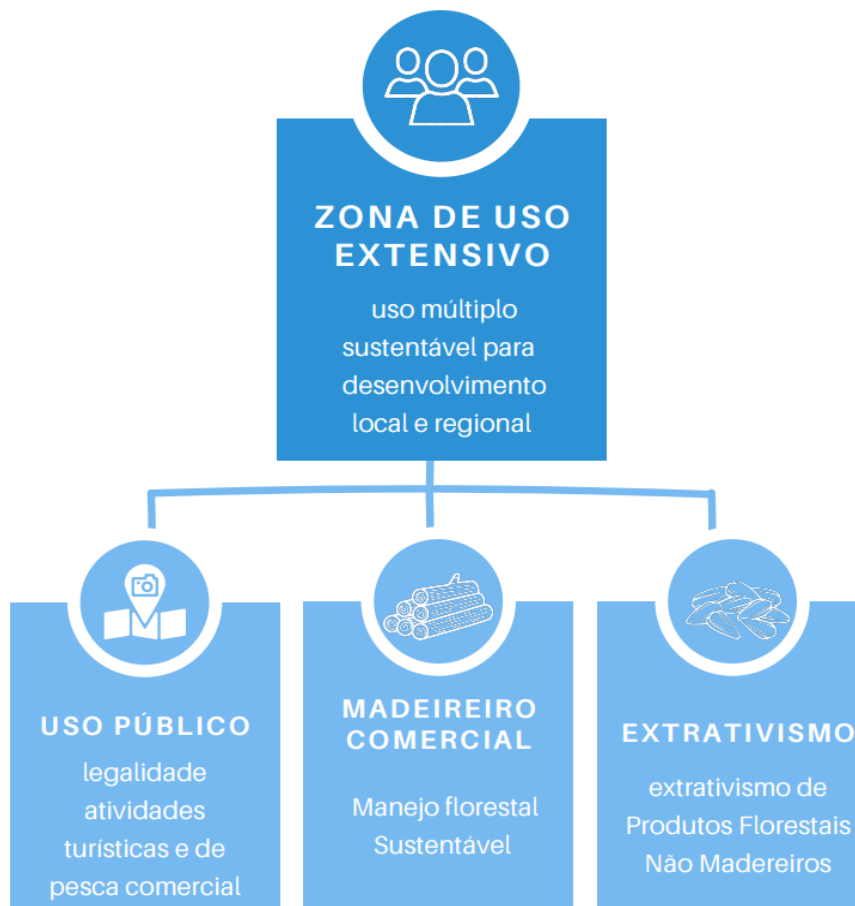 ZONA DE USO
EXTENSIVO
uso múltiplo
sustentável para
desenvolvimento
local e regional
USO PÚBLICO
legalidade
atividades
turísticas e de
pesca comercial
MADEIREIRO
COMERCIAL
Manejo florestal
Sustentável
EXTRATIVISMO
extrativismo de
Produtos Florestais
Não Madereiros